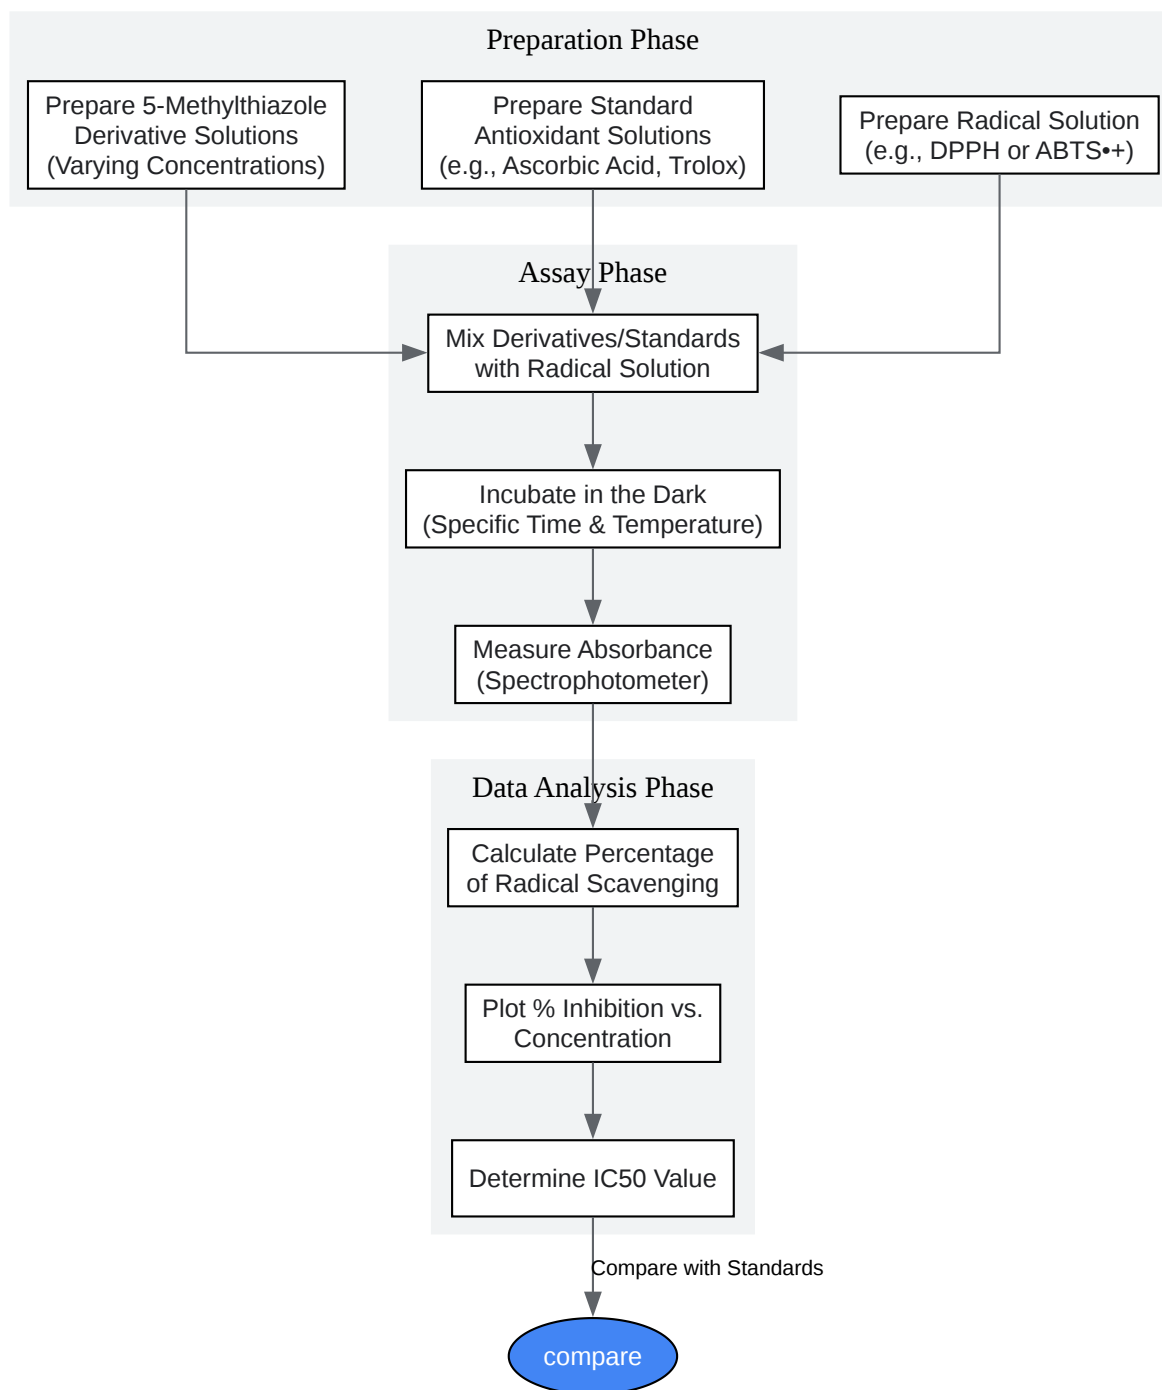 Preparation Phase
Prepare 5-Methylthiazole
Derivative Solutions
(Varying Concentrations)
Prepare Standard
Antioxidant Solutions
(e.g., Ascorbic Acid, Trolox)
Prepare Radical Solution
(e.g., DPPH or ABTS•+)
Assay Phase
Mix Derivatives/Standards
with Radical Solution
Incubate in the Dark
(Specific Time & Temperature)
Measure Absorbance
(Spectrophotometer)
Data Analysis Phase
Calculate Percentage
of Radical Scavenging
Plot % Inhibition vs.
Concentration
Determine IC50 Value
Compare with Standards
compare